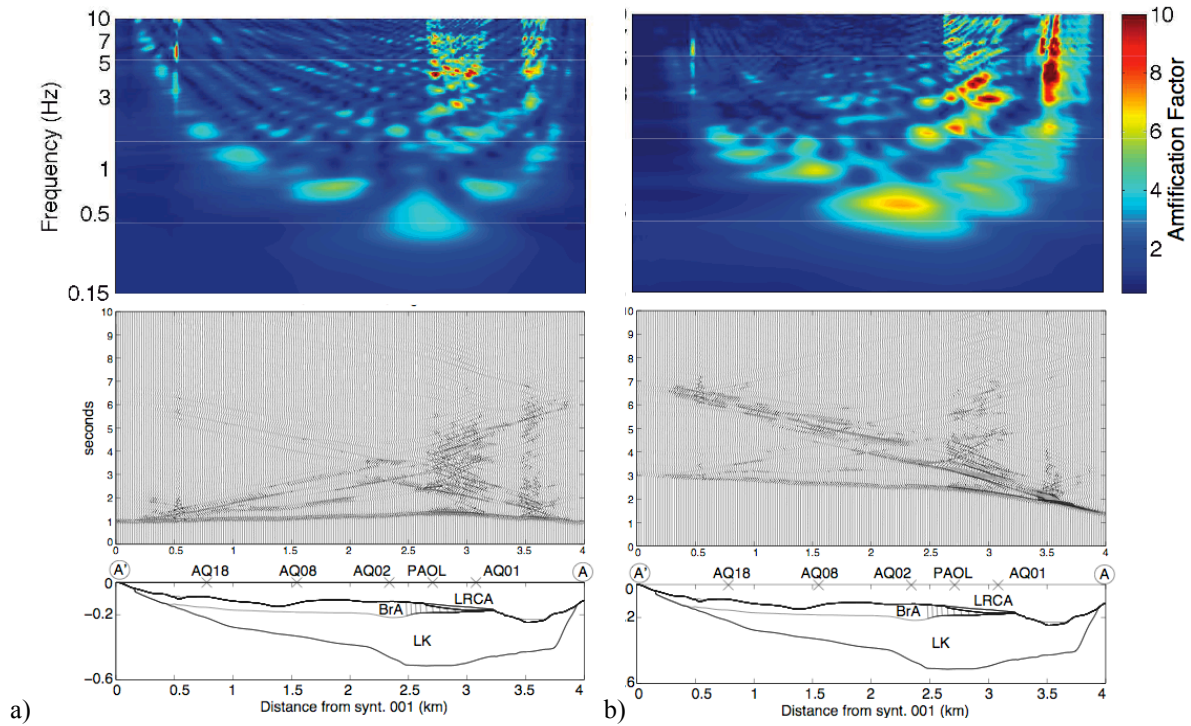 10
7
5
3
1
0.5
0.15
Frequency (Hz)
10
8
6
4
2
Amfification Factor
10
9
8
7
6
5
4
3
2
1
0
seconds
0 0.5 1 1.5 2 2.5 3 3.5 4
10
9
8
7
6
5
4
3
2
1
0
0 0.5 1 1.5 2 2.5 3 3.5 4
A' AQ18 AQ08 AQ02 PAOL AQ01 A
0
−0.2
−0.6
LRCA
BrA
LK
0 0.5 1 1.5 2 2.5 3 3.5 4
Distance from synt. 001 (km)
a)
A' AQ18 AQ08 AQ02 PAOL AQ01 A
0
.2
6
LRCA
BrA
LK
0 0.5 1 1.5 2 2.5 3 3.5 4
Distance from synt. 001 (km)
b)